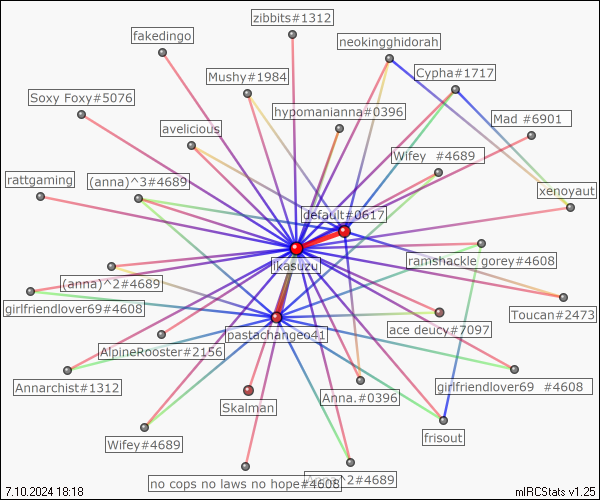 zibbits#1312
fakedingo
neokingghidorah
Mushy#1984
Cypha#1717
Soxy Foxy#5076
hypomanianna#0396
Mad #6901
avelicious
Wifey #4689
rattgaming
(anna)^3#4689
xenoyaut
default#0617
ikasuzu
ramshackle gorey#4608
(anna)^2#4689
girlfriendlover69#4608
Toucan#2473
pastachangeo41
ace deucy#7097
AlpineRooster#2156
Annarchist#1312
girlfriendlover69 #4608
Anna.#0396
Skalman
frisout
Wifey#4689
^2#4689
no cops no laws no hope#4608
7.10.2024 18:18
mIRCStats v1.25